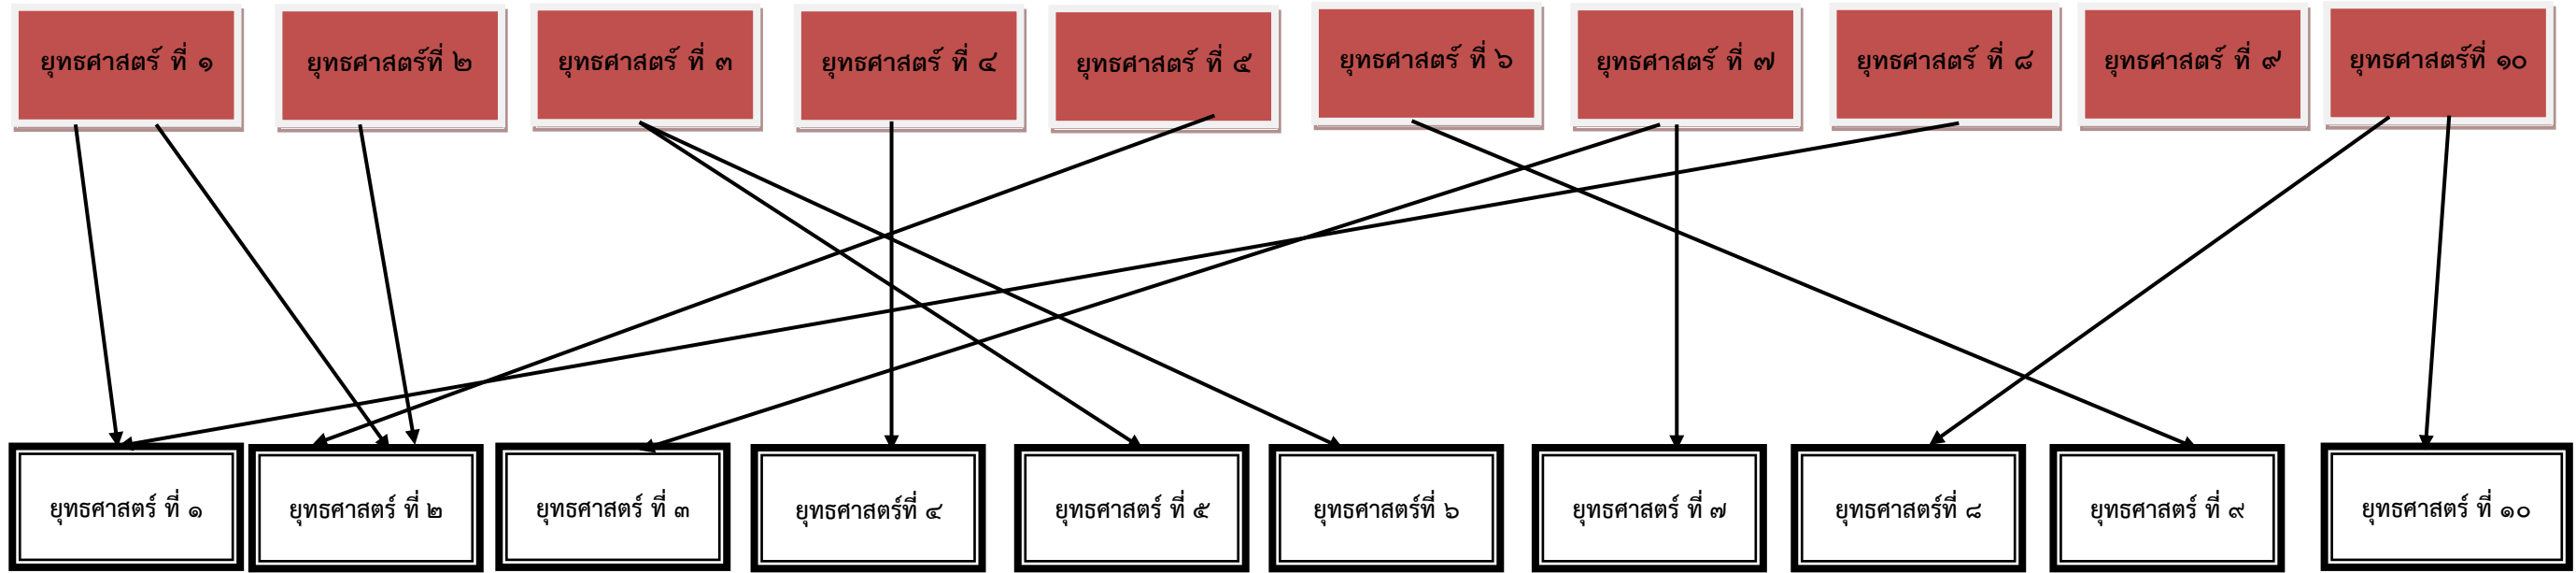 ยุทธศาสตร์ ที่ ๑
ยุทธศาสตร์ที่ ๒
ยุทธศาสตร์ ที่ ๓
ยุทธศาสตร์ ที่ ๔
ยุทธศาสตร์ ที่ ๕
ยุทธศาสตร์ ที่ ๖
ยุทธศาสตร์ ที่ ๗
ยุทธศาสตร์ ที่ ๘
ยุทธศาสตร์ ที่ ๙
ยุทธศาสตร์ที่ ๑๐
ยุทธศาสตร์ ที่ ๑
ยุทธศาสตร์ ที่ ๒
ยุทธศาสตร์ ที่ ๓
ยุทธศาสตร์ที่ ๔
ยุทธศาสตร์ ที่ ๕
ยุทธศาสตร์ที่ ๖
ยุทธศาสตร์ ที่ ๗
ยุทธศาสตร์ที่ ๘
ยุทธศาสตร์ ที่ ๙
ยุทธศาสตร์ ที่ ๑๐